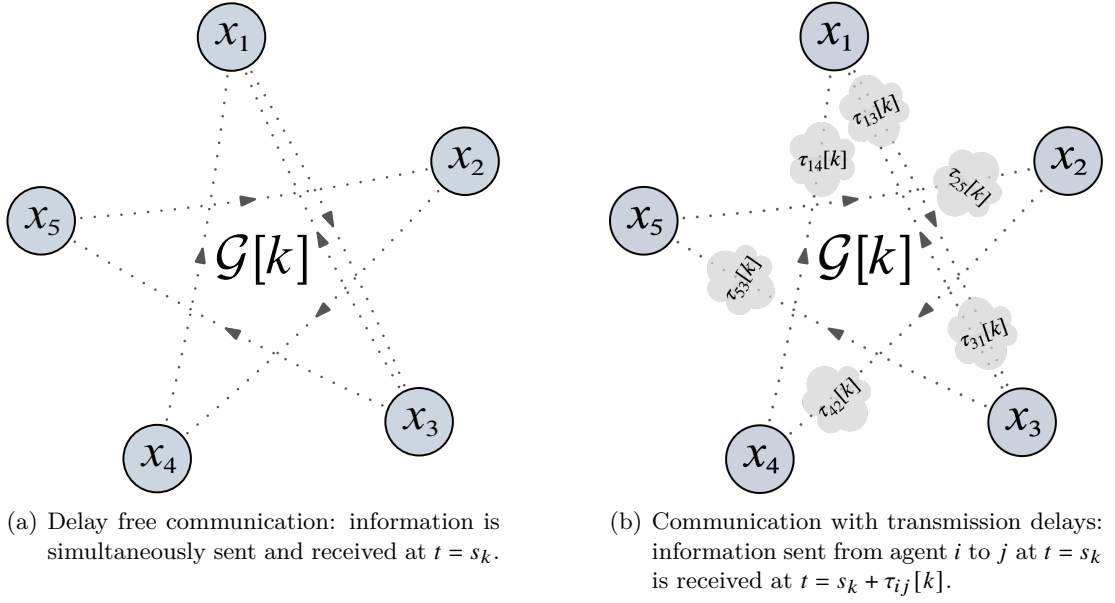 x₁
x₂
x₅
𝒢[k]
x₃
x₄
(a) Delay free communication: information is
simultaneously sent and received at t = sₖ.
x₁
τ₁₃[k]
τ₁₄[k]
x₂
τ₂₅[k]
x₅
𝒢[k]
τ₅₃[k]
τ₃₁[k]
τ₄₂[k]
x₃
x₄
(b) Communication with transmission delays:
information sent from agent i to j at t = sₖ
is received at t = sₖ + τᵢⱼ[k].